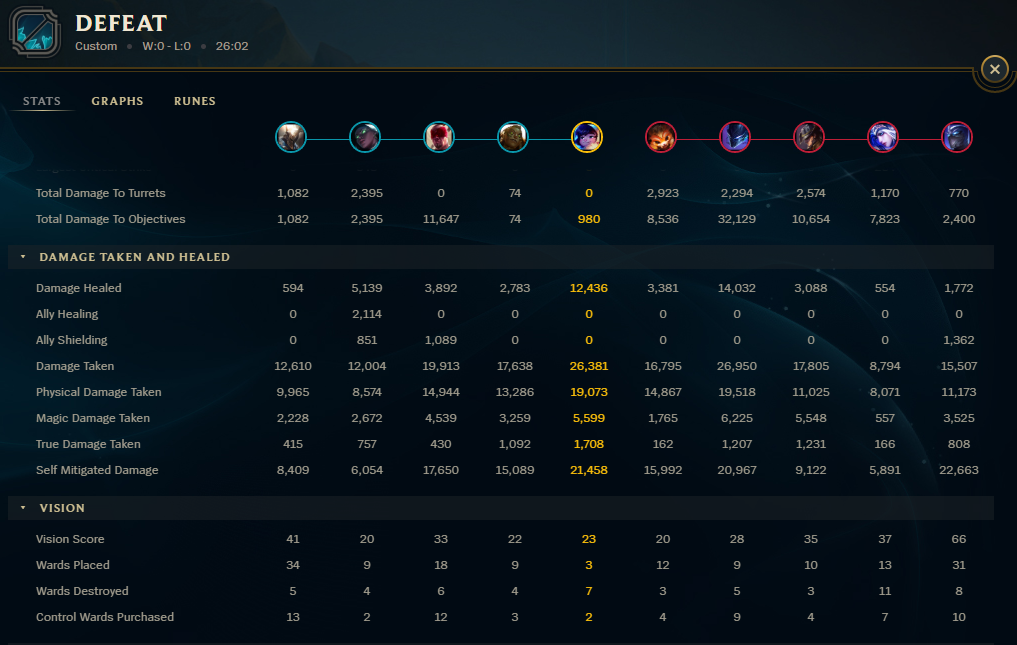 DEFEAT
Custom • W:0 - L:0 • 26:02
STATS GRAPHS RUNES
Total Damage To Turrets 1,082 2,395 0 74 0 2,923 2,294 2,574 1,170 770
Total Damage To Objectives 1,082 2,395 11,647 74 980 8,536 32,129 10,654 7,823 2,400
DAMAGE TAKEN AND HEALED
Damage Healed 594 5,139 3,892 2,783 12,436 3,381 14,032 3,088 554 1,772
Ally Healing 0 2,114 0 0 0 0 0 0 0 0
Ally Shielding 0 851 1,089 0 0 0 0 0 0 1,362
Damage Taken 12,610 12,004 19,913 17,638 26,381 16,795 26,950 17,805 8,794 15,507
Physical Damage Taken 9,965 8,574 14,944 13,286 19,073 14,867 19,518 11,025 8,071 11,173
Magic Damage Taken 2,228 2,672 4,539 3,259 5,599 1,765 6,225 5,548 557 3,525
True Damage Taken 415 757 430 1,092 1,708 162 1,207 1,231 166 808
Self Mitigated Damage 8,409 6,054 17,650 15,089 21,458 15,992 20,967 9,122 5,891 22,663
VISION
Vision Score 41 20 33 22 23 20 28 35 37 66
Wards Placed 34 9 18 9 3 12 9 10 13 31
Wards Destroyed 5 4 6 4 7 3 5 3 11 8
Control Wards Purchased 13 2 12 3 2 4 9 4 7 10